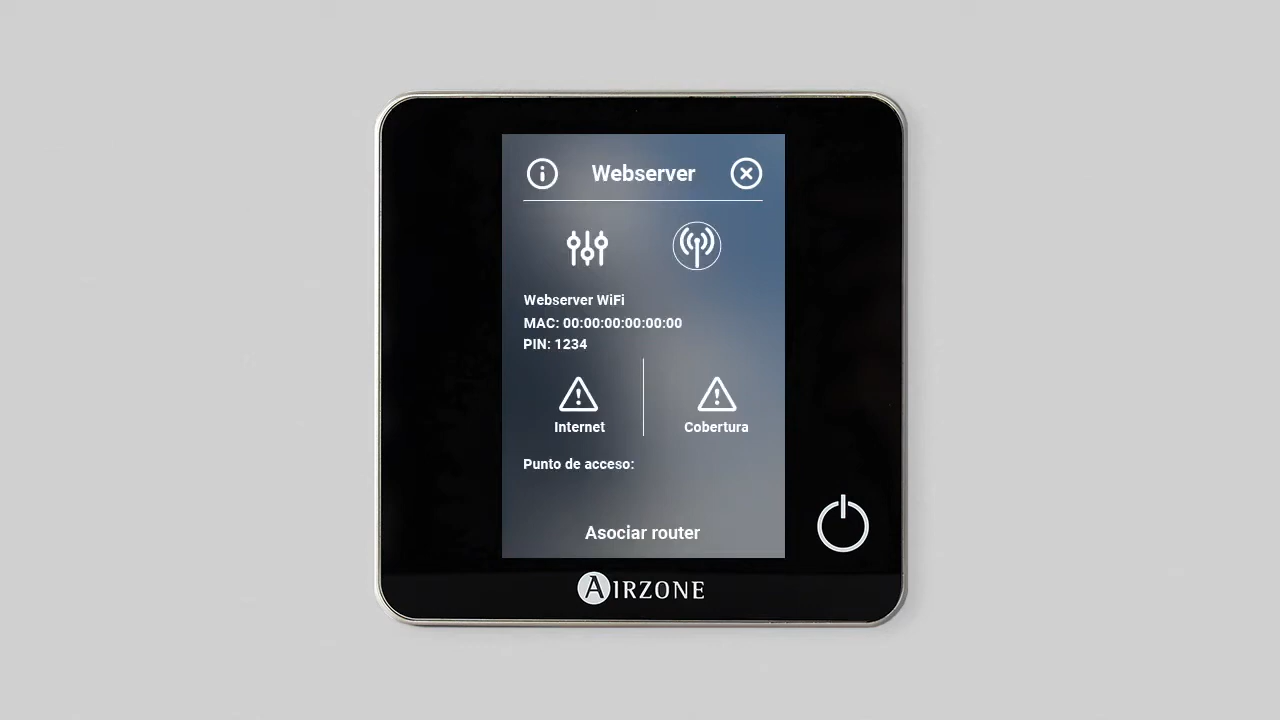 Webserver
Webserver WiFi
MAC: 00:00:00:00:00:00
PIN: 1234
Internet
Cobertura
Punto de acceso:
Asociar router
AIRZONE